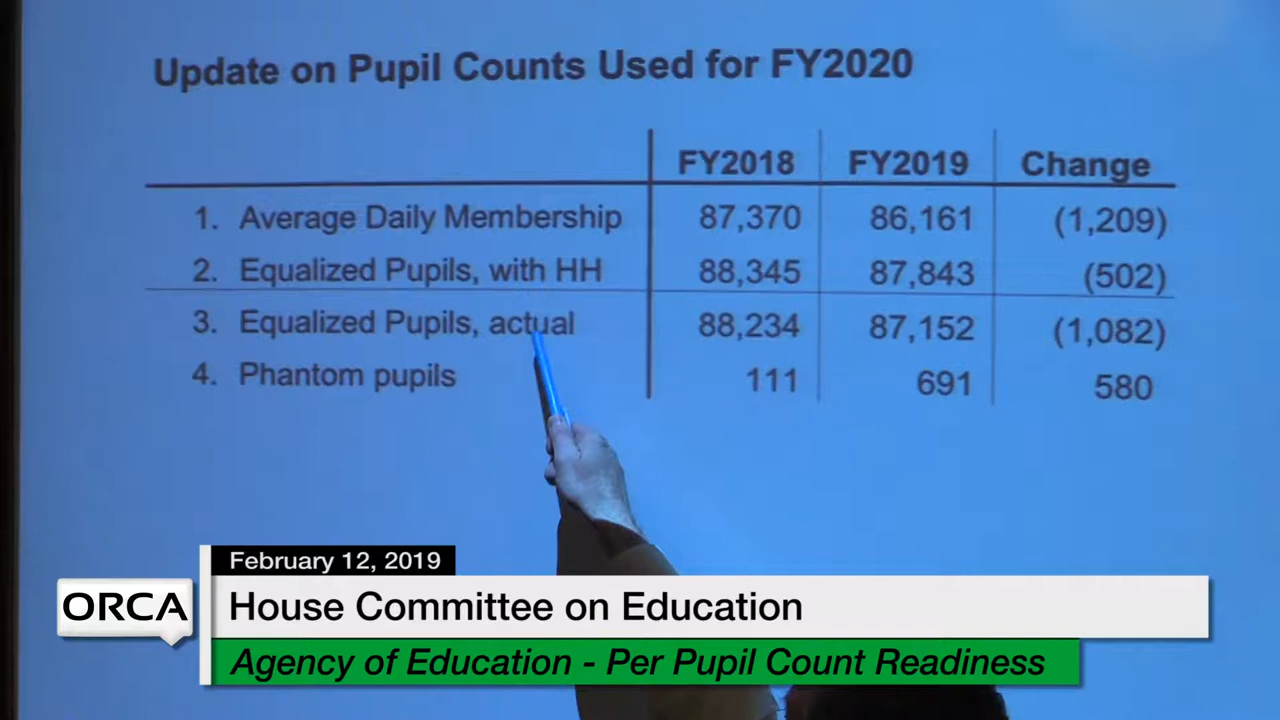 Update on Pupil Counts Used for FY2020
FY2018 FY2019 Change
1. Average Daily Membership 87,370 86,161 (1,209)
2. Equalized Pupils, with HH 88,345 87,843 (502)
3. Equalized Pupils, actual 88,234 87,152 (1,082)
4. Phantom pupils 111 691 580
February 12, 2019
ORCA
House Committee on Education
Agency of Education - Per Pupil Count Readiness